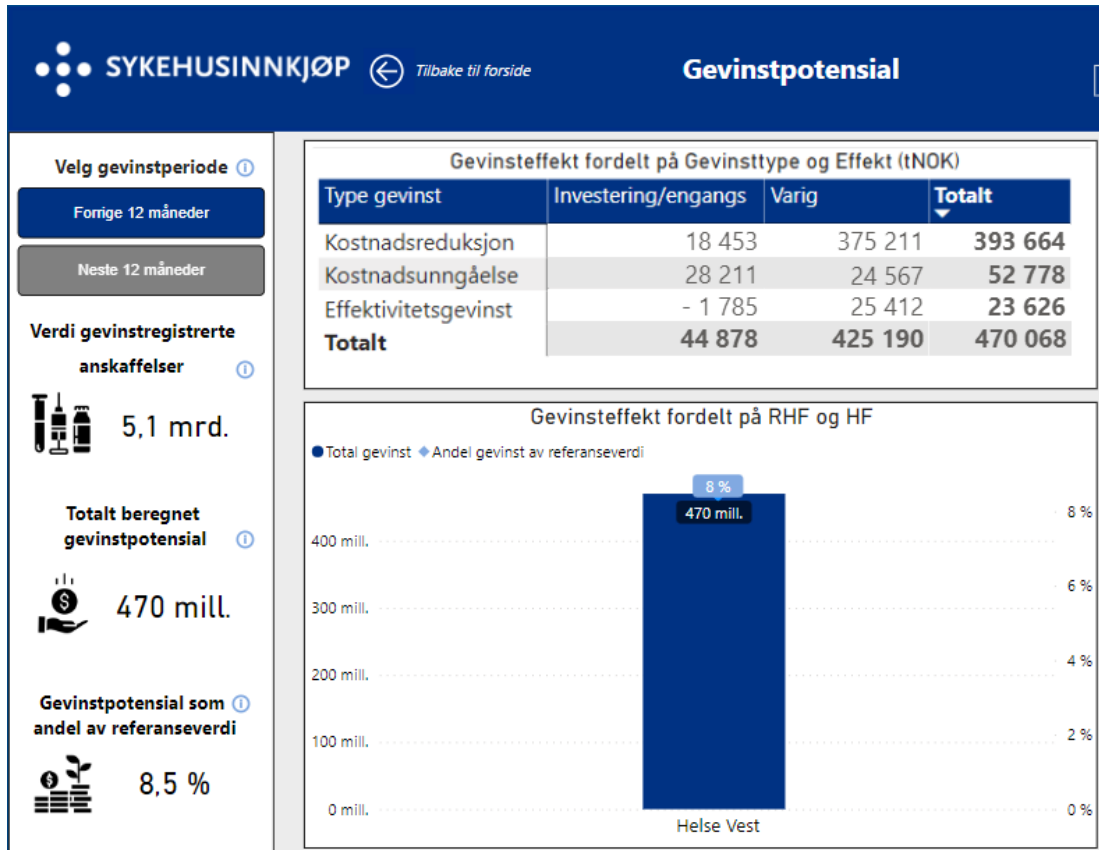 SYKEHUSINNKJØP
Tilbake til forside
Gevinstpotensial
Velg gevinstperiode
Forrige 12 måneder
Neste 12 måneder
Verdi gevinstregistrerte
anskaffelser
5,1 mrd.
Totalt beregnet
gevinstpotensial
470 mill.
Gevinstpotensial som
andel av referanseverdi
8,5 %
Gevinsteffekt fordelt på Gevinsttype og Effekt (tNOK)
Type gevinst Investering/engangs Varig Totalt
Kostnadsreduksjon 18 453 375 211 393 664
Kostnadsunngåelse 28 211 24 567 52 778
Effektivitetsgevinst - 1 785 25 412 23 626
Totalt 44 878 425 190 470 068
Gevinsteffekt fordelt på RHF og HF
Total gevinst Andel gevinst av referanseverdi
8 %
470 mill.
8 %
400 mill.
6 %
300 mill.
4 %
200 mill.
2 %
100 mill.
0 mill.
0 %
Helse Vest